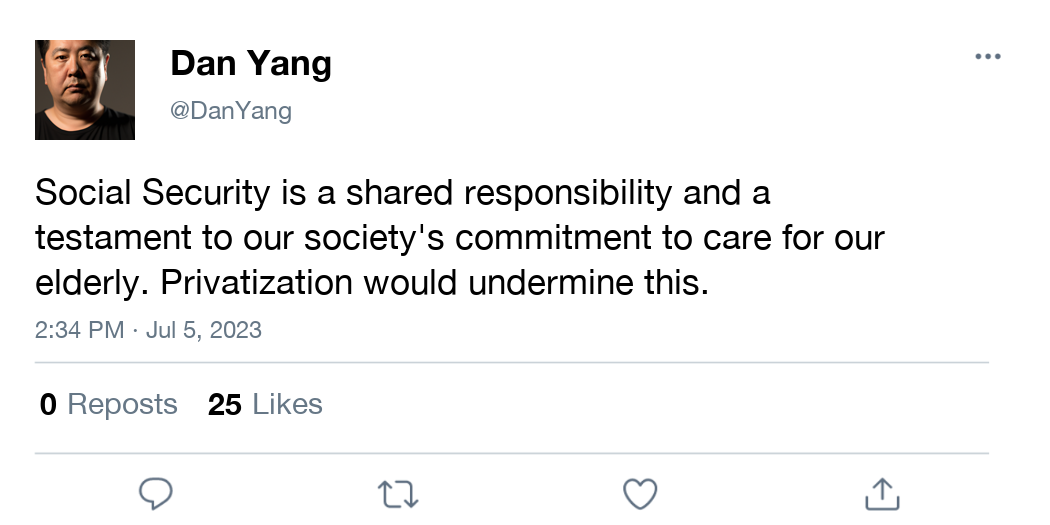 Dan Yang
@DanYang
Social Security is a shared responsibility and a
testament to our society's commitment to care for our
elderly. Privatization would undermine this.
2:34 PM · Jul 5, 2023
0 Reposts 25 Likes